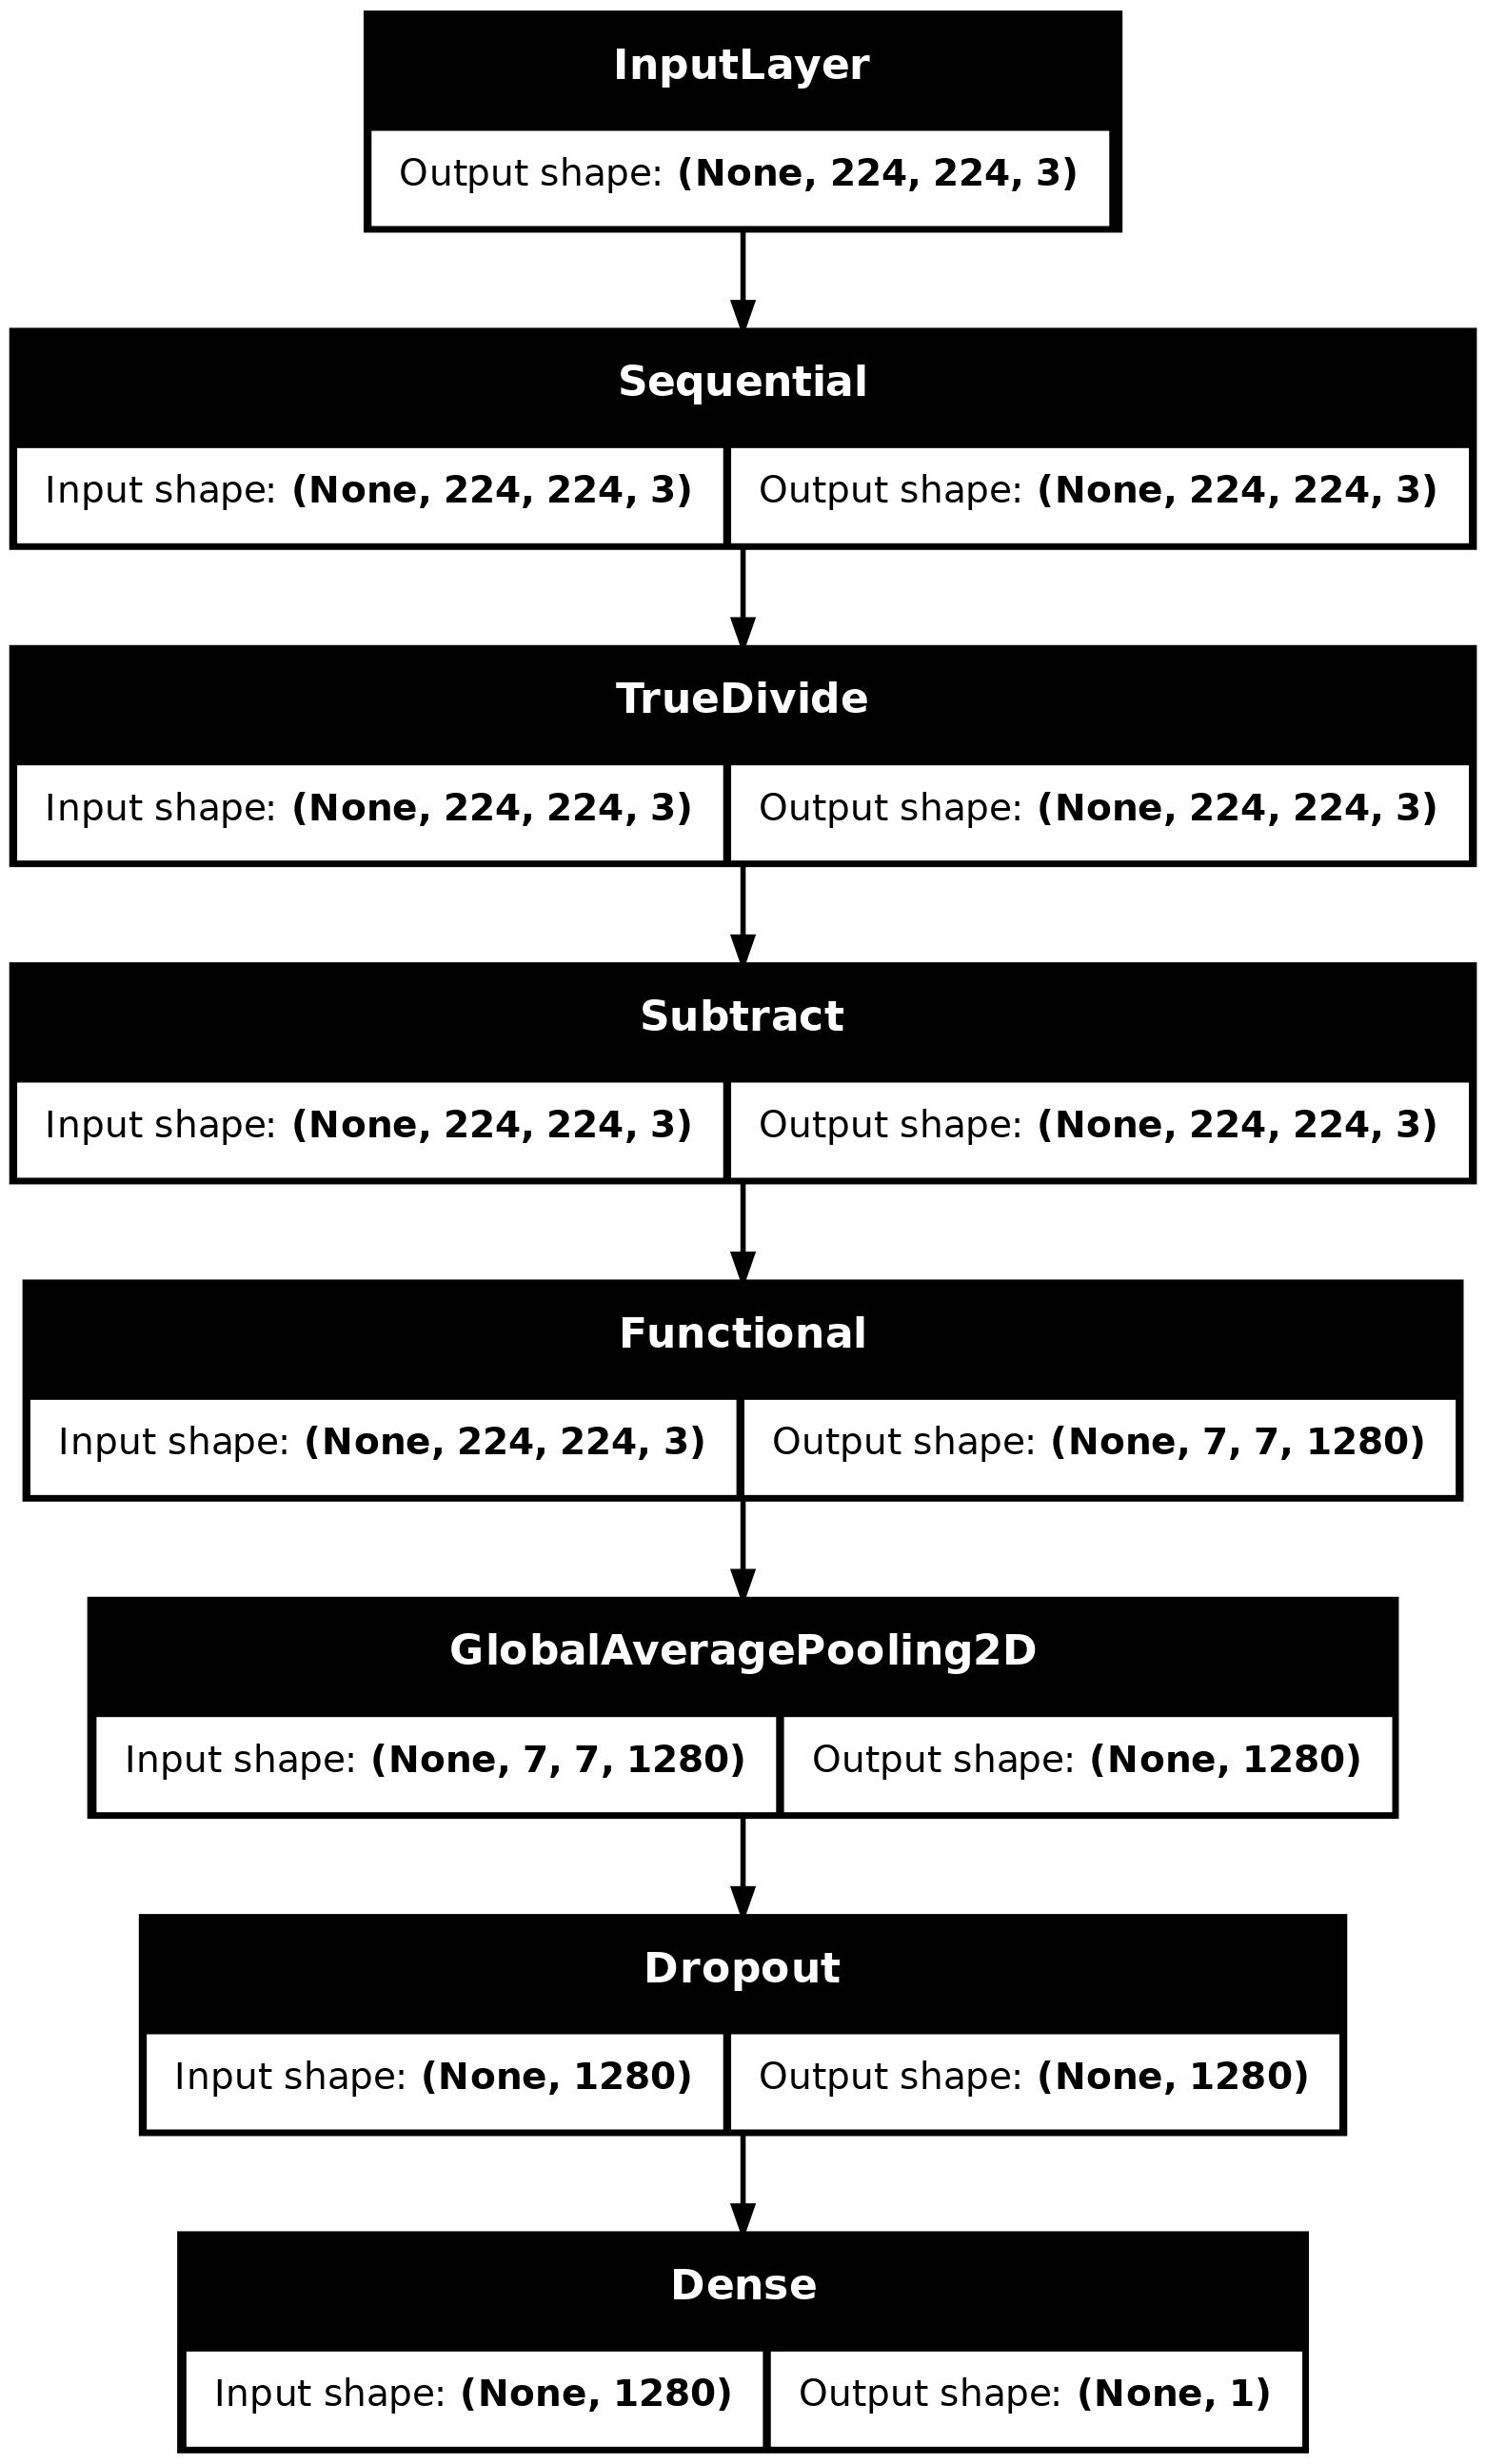 InputLayer
Output shape: (None, 224, 224, 3)
Sequential
Input shape: (None, 224, 224, 3) Output shape: (None, 224, 224, 3)
TrueDivide
Input shape: (None, 224, 224, 3) Output shape: (None, 224, 224, 3)
Subtract
Input shape: (None, 224, 224, 3) Output shape: (None, 224, 224, 3)
Functional
Input shape: (None, 224, 224, 3) Output shape: (None, 7, 7, 1280)
GlobalAveragePooling2D
Input shape: (None, 7, 7, 1280) Output shape: (None, 1280)
Dropout
Input shape: (None, 1280) Output shape: (None, 1280)
Dense
Input shape: (None, 1280) Output shape: (None, 1)